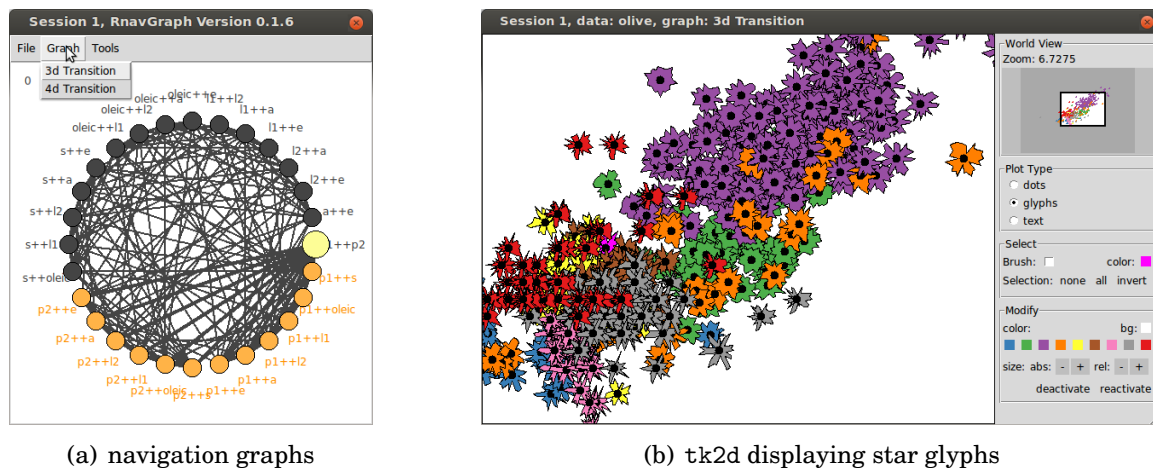 Session 1, RnavGraph Version 0.1.6
File Graph Tools
3d Transition
4d Transition
0
oleic++e
oleic++a
l1++l2
oleic++l2
l1++a
oleic++l1
l1++e
s++e
l2++a
s++a
l2++e
s++l2
a++e
s++l1
1++p2
s++oleic
p1++s
p2++e
p1++oleic
p2++a
p1++l1
p2++l2
p1++l2
p2++l1
p1++a
p2++oleic
p1++e
p2++s
(a) navigation graphs
Session 1, data: olive, graph: 3d Transition
World View
Zoom: 6.7275
Plot Type
dots
glyphs
text
Select
Brush: color:
Selection: none all invert
Modify
color: bg:
size: abs: - + rel: - +
deactivate reactivate
(b) tk2d displaying star glyphs